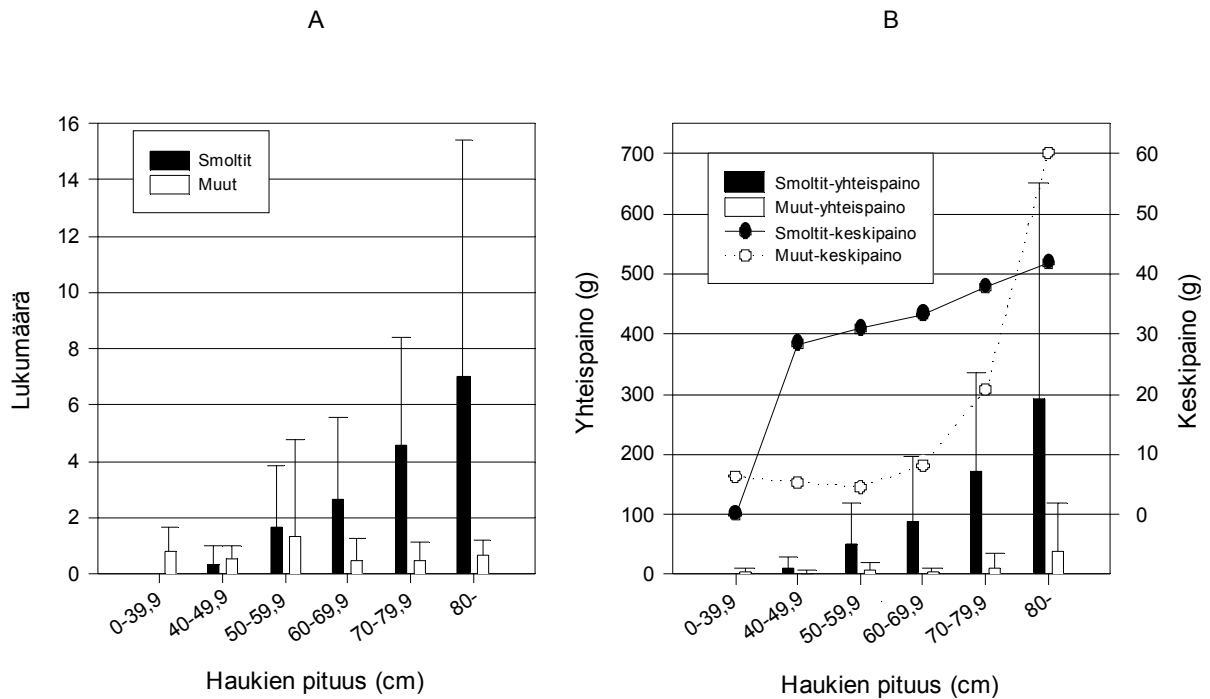 A
16
14
12
10
8
6
4
2
0
Lukumäärä
Smoltit
Muut
0-39,9
40-49,9
50-59,9
60-69,9
70-79,9
80-
Haukien pituus (cm)
B
700
600
500
400
300
200
100
0
Yhteispaino (g)
Smoltit-yhteispaino
Muut-yhteispaino
Smoltit-keskipaino
Muut-keskipaino
60
50
40
30
20
10
0
Keskipaino (g)
0-39,9
40-49,9
50-59,9
60-69,9
70-79,9
80-
Haukien pituus (cm)